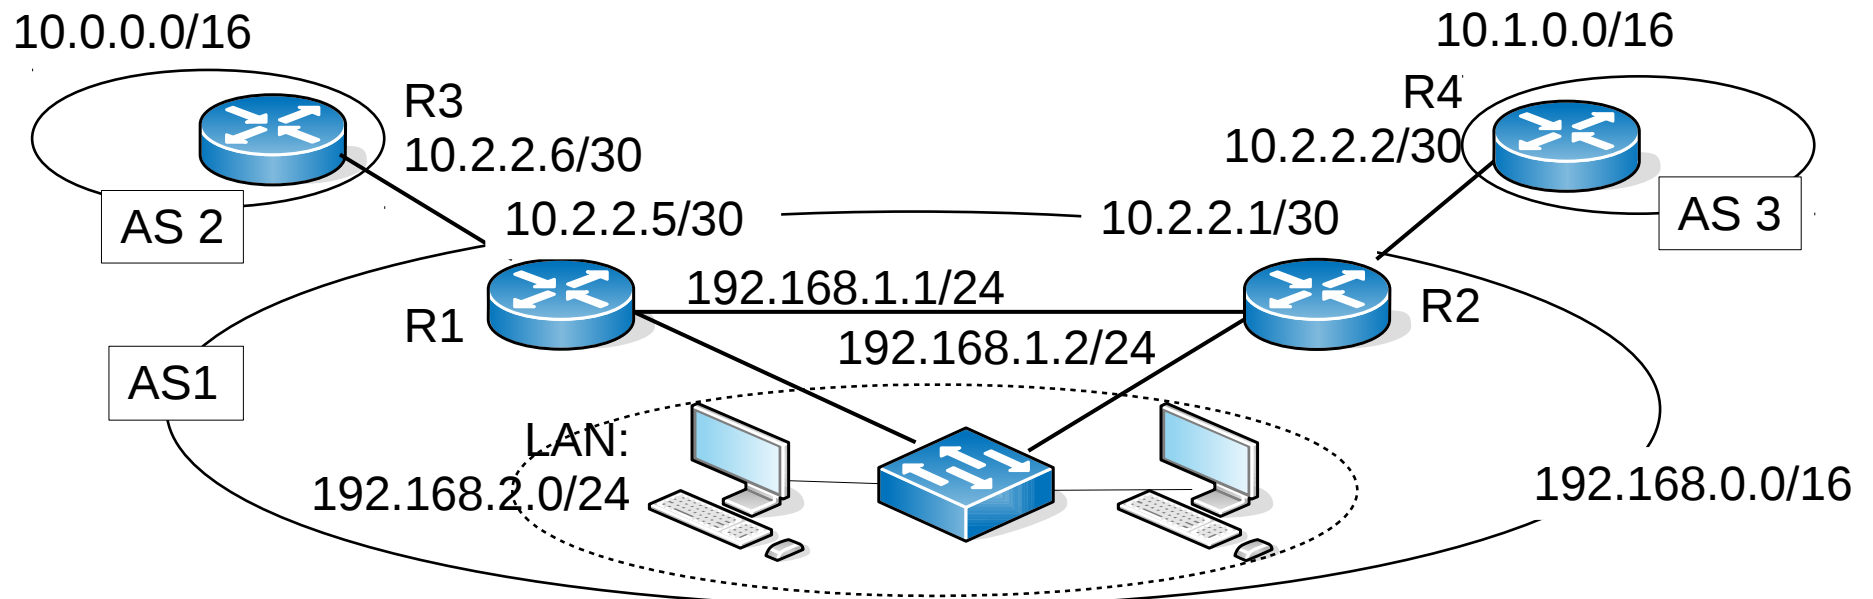 10.0.0.0/16
10.1.0.0/16
R3
10.2.2.6/30
R4
10.2.2.2/30
AS 2
10.2.2.5/30
10.2.2.1/30
AS 3
192.168.1.1/24
R1
R2
192.168.1.2/24
AS1
LAN:
192.168.2.0/24
192.168.0.0/16